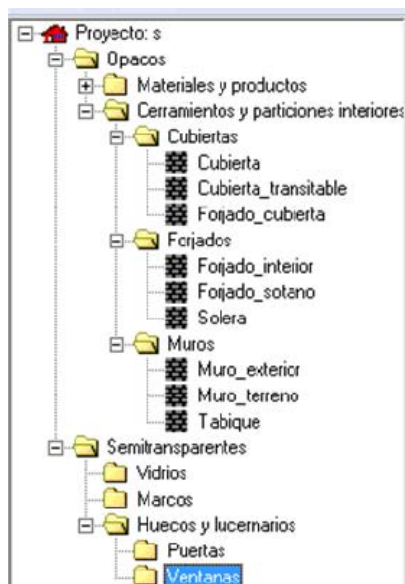 Proyecto: s
Opacos
Materiales y productos
Cerramientos y particiones interiores
Cubiertas
Cubierta
Cubierta_transitable
Forjado_cubierta
Forjados
Forjado_interior
Forjado_sotano
Solera
Muros
Muro_exterior
Muro_terreno
Tabique
Semitransparentes
Vidrios
Marcos
Huecos y lucernarios
Puertas
Ventanas